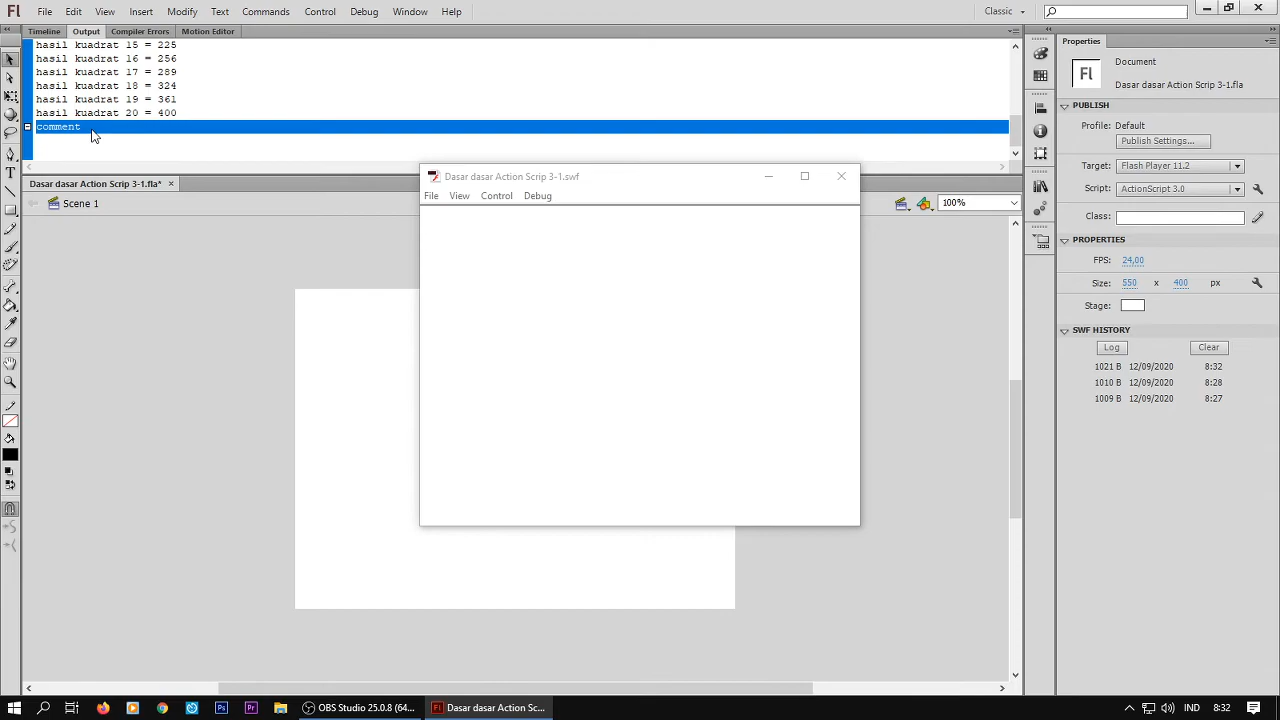 Fl File Edit View Insert Modify Text Commands Control Debug Window Help Classic
Timeline Output Compiler Errors Motion Editor
hasil kuadrat 15 = 225
hasil kuadrat 16 = 256
hasil kuadrat 17 = 289
hasil kuadrat 18 = 324
hasil kuadrat 19 = 361
hasil kuadrat 20 = 400
comment
Dasar dasar Action Scrip 3-1.fla*
Scene 1
100%
Dasar dasar Action Scrip 3-1.swf
File View Control Debug
Properties
Fl
Document
Dasar dasar Action Scrip 3-1.fla
PUBLISH
Profile: Default
Publish Settings...
Target: Flash Player 11.2
Script: ActionScript 3.0
Class:
PROPERTIES
FPS: 24,00
Size: 550 x 400 px
Stage:
SWF HISTORY
Log Clear
1021 B 12/09/2020 8:32
1010 B 12/09/2020 8:28
1009 B 12/09/2020 8:27
Ps Pr OBS Studio 25.0.8 (64... Fl Dasar dasar Action Sc... IND 8:32